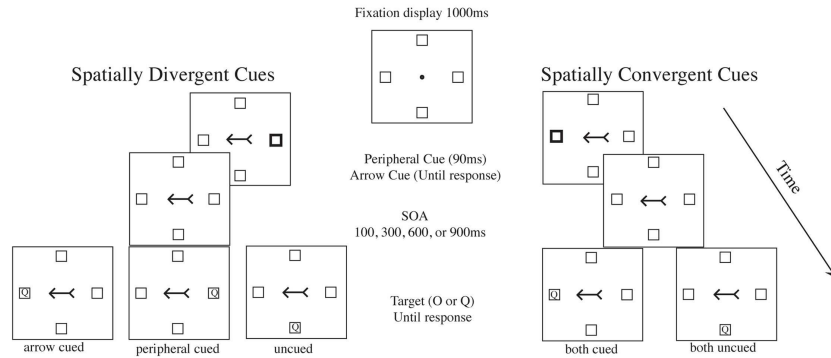 Fixation display 1000ms
Spatially Divergent Cues
Spatially Convergent Cues
Peripheral Cue (90ms)
Arrow Cue (Until response)
Time
SOA
100, 300, 600, or 900ms
Q
Q
Q
Target (O or Q)
Until response
Q
Q
arrow cued
peripheral cued
uncued
both cued
both uncued